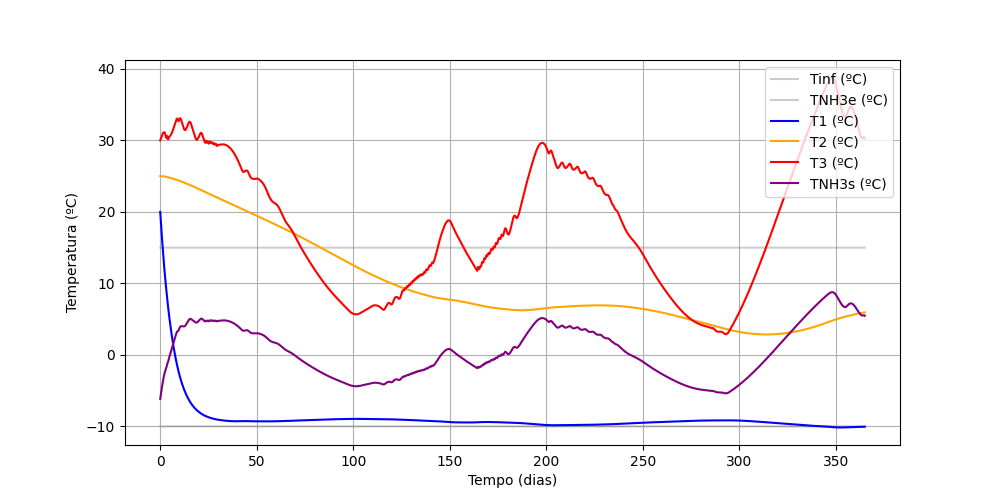 40
30
20
10
0
−10
Temperatura (ºC)
0 50 100 150 200 250 300 350
Tempo (dias)
Tinf (ºC)
TNH3e (ºC)
T1 (ºC)
T2 (ºC)
T3 (ºC)
TNH3s (ºC)